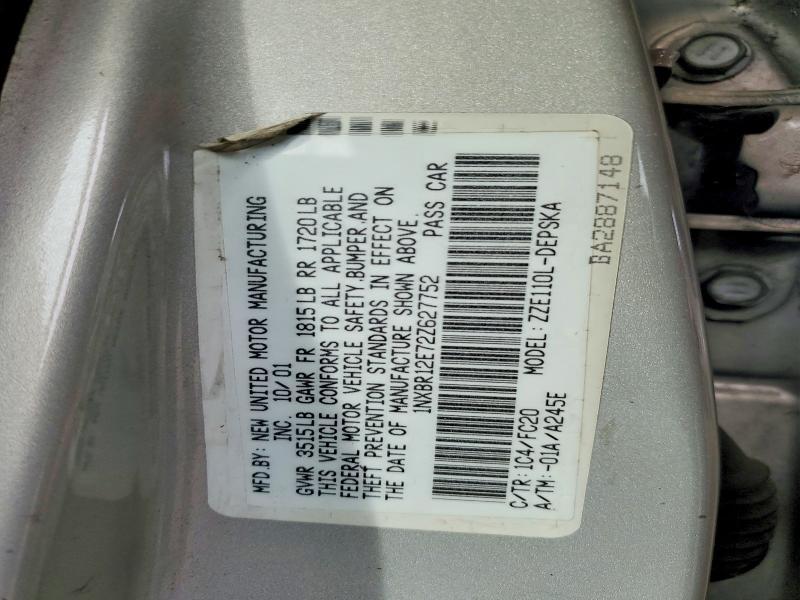 MFD.BY: NEW UNITED MOTOR MANUFACTURING
INC. 10/01
GVWR 3515LB GAWR FR 1815LB RR 1720LB
THIS VEHICLE CONFORMS TO ALL APPLICABLE
FEDERAL MOTOR VEHICLE SAFETY,BUMPER,AND
THEFT PREVENTION STANDARDS IN EFFECT ON
THE DATE OF MANUFACTURE SHOWN ABOVE.
1NXBR12E72Z627752 PASS CAR
C/TR:1C4/FC20 MODEL:ZZE110L-DEPSKA
A/TM:-01A/A245E
BA2887148